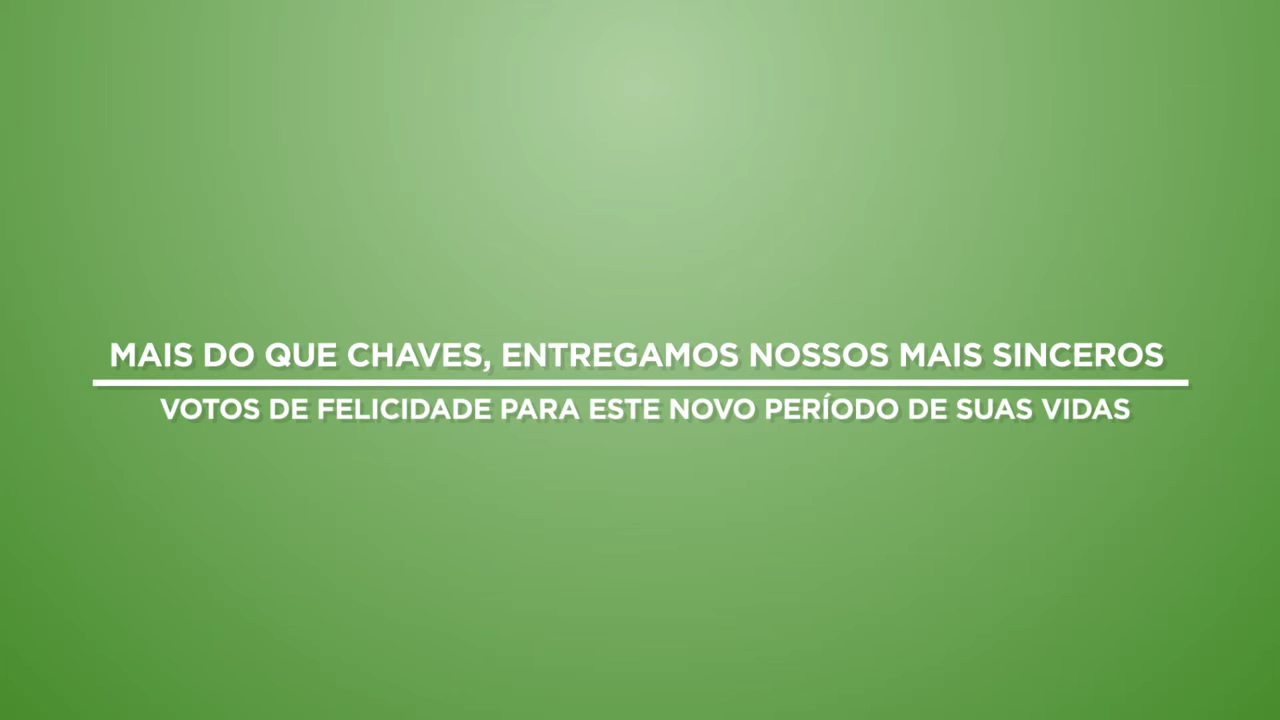 MAIS DO QUE CHAVES, ENTREGAMOS NOSSOS MAIS SINCEROS
VOTOS DE FELICIDADE PARA ESTE NOVO PERÍODO DE SUAS VIDAS